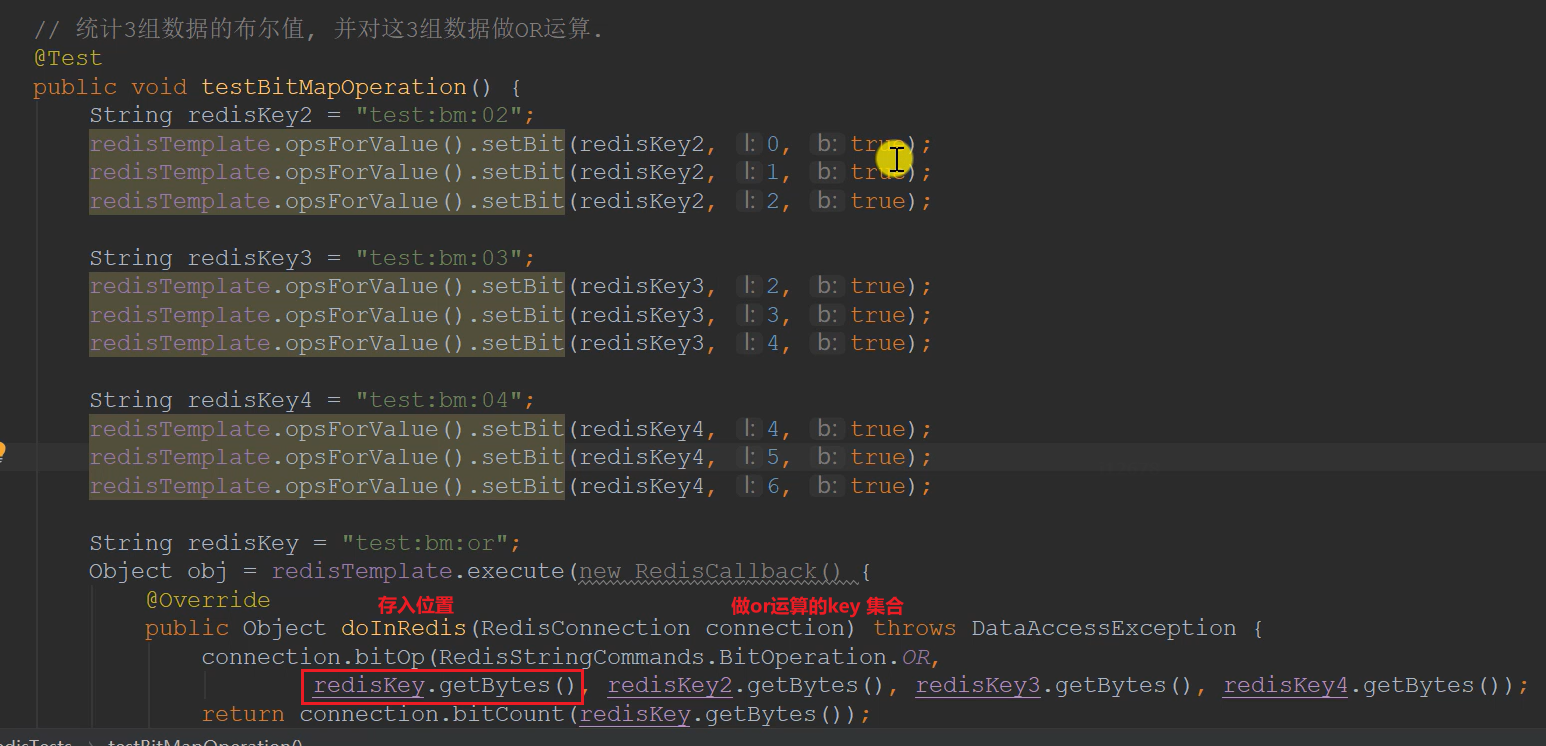 // 统计3组数据的布尔值, 并对这3组数据做OR运算.
@Test
public void testBitMapOperation() {
String redisKey2 = "test:bm:02";
redisTemplate.opsForValue().setBit(redisKey2, l: 0, b: true);
redisTemplate.opsForValue().setBit(redisKey2, l: 1, b: true);
redisTemplate.opsForValue().setBit(redisKey2, l: 2, b: true);
String redisKey3 = "test:bm:03";
redisTemplate.opsForValue().setBit(redisKey3, l: 2, b: true);
redisTemplate.opsForValue().setBit(redisKey3, l: 3, b: true);
redisTemplate.opsForValue().setBit(redisKey3, l: 4, b: true);
String redisKey4 = "test:bm:04";
redisTemplate.opsForValue().setBit(redisKey4, l: 4, b: true);
redisTemplate.opsForValue().setBit(redisKey4, l: 5, b: true);
redisTemplate.opsForValue().setBit(redisKey4, l: 6, b: true);
String redisKey = "test:bm:or";
Object obj = redisTemplate.execute(new RedisCallback() {
@Override 存入位置 做or运算的key 集合
public Object doInRedis(RedisConnection connection) throws DataAccessException {
connection.bitOp(RedisStringCommands.BitOperation.OR,
redisKey.getBytes(), redisKey2.getBytes(), redisKey3.getBytes(), redisKey4.getBytes());
return connection.bitCount(redisKey.getBytes());
testBitMapOperation()